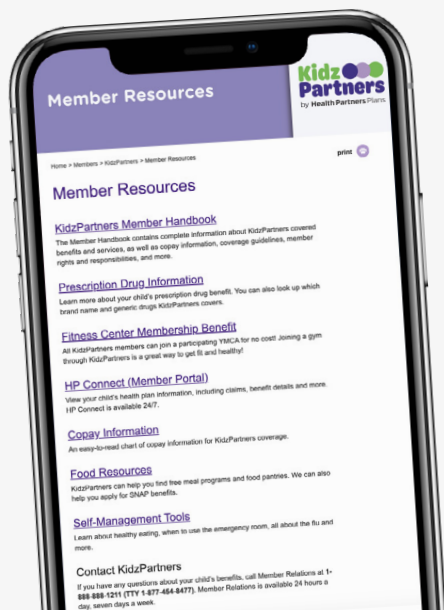 Member Resources
Kidz
Partners
by Health Partners Plans
Home > Members > KidzPartners > Member Resources
print
Member Resources
KidzPartners Member Handbook
The Member Handbook contains complete information about KidzPartners covered
benefits and services, as well as copay information, coverage guidelines, member
rights and responsibilities, and more.
Prescription Drug Information
Learn more about your child's prescription drug benefit. You can also look up which
brand name and generic drugs KidzPartners covers.
Fitness Center Membership Benefit
All KidzPartners members can join a participating YMCA for no cost! Joining a gym
through KidzPartners is a great way to get fit and healthy!
HP Connect (Member Portal)
View your child's health plan information, including claims, benefit details and more.
HP Connect is available 24/7.
Copay Information
An easy-to-read chart of copay information for KidzPartners coverage.
Food Resources
KidzPartners can help you find free meal programs and food pantries. We can also
help you apply for SNAP benefits.
Self-Management Tools
Learn about healthy eating, when to use the emergency room, all about the flu and
more.
Contact KidzPartners
If you have any questions about your child's benefits, call Member Relations at 1-
888-888-1211 (TTY 1-877-454-8477). Member Relations is available 24 hours a
day, seven days a week.